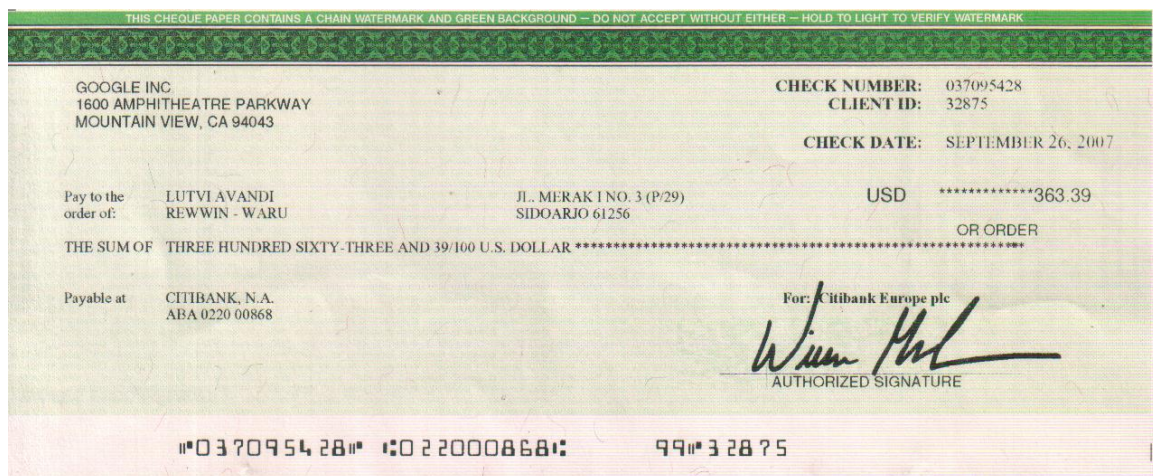 THIS CHEQUE PAPER CONTAINS A CHAIN WATERMARK AND GREEN BACKGROUND – DO NOT ACCEPT WITHOUT EITHER – HOLD TO LIGHT TO VERIFY WATERMARK
GOOGLE INC
1600 AMPHITHEATRE PARKWAY
MOUNTAIN VIEW, CA 94043
CHECK NUMBER: 037095428
CLIENT ID: 32875
CHECK DATE: SEPTEMBER 26, 2007
Pay to the LUTVI AVANDI JL. MERAK I NO. 3 (P/29) USD *************363.39
order of: REWWIN - WARU SIDOARJO 61256
OR ORDER
THE SUM OF THREE HUNDRED SIXTY-THREE AND 39/100 U.S. DOLLAR ****************************************************************
Payable at CITIBANK, N.A. For: Citibank Europe plc
ABA 0220 00868
AUTHORIZED SIGNATURE
⑈037095428⑈ ⑆022000868⑆ 99⑈32875